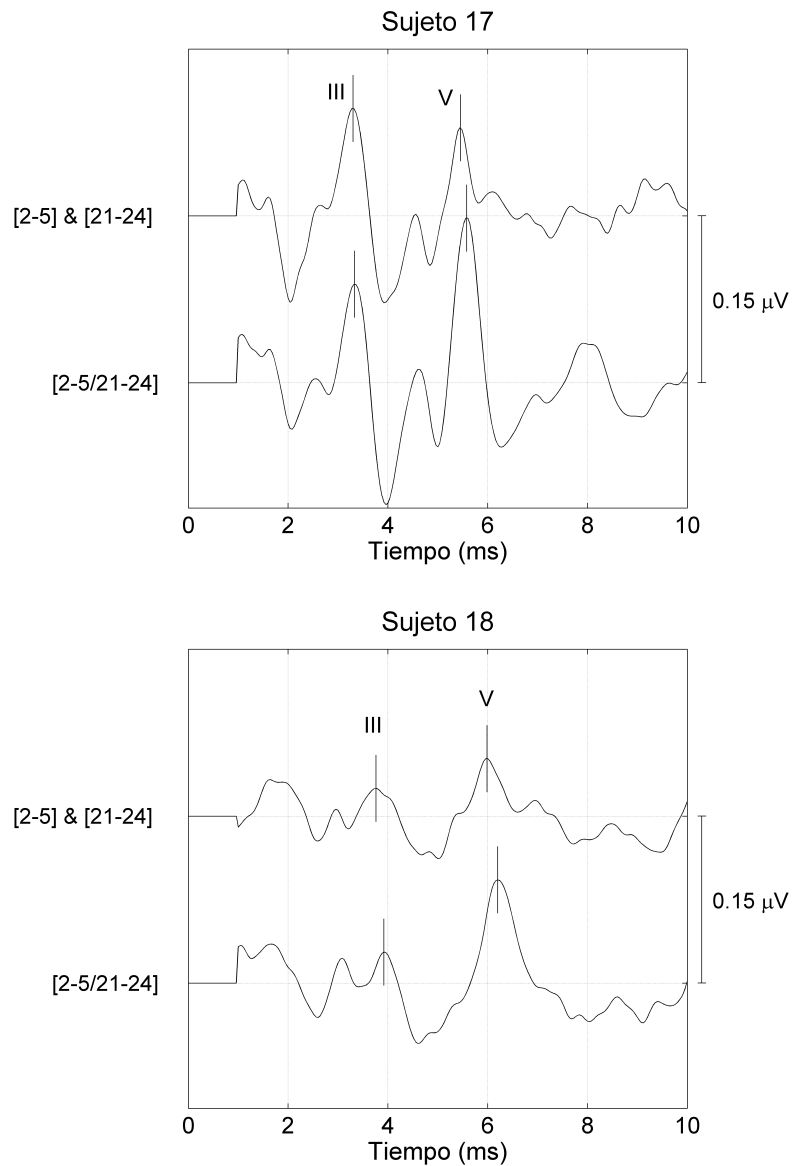 Sujeto 17
III
V
[2-5] & [21-24]
0.15 μV
[2-5/21-24]
0 2 4 6 8 10
Tiempo (ms)
Sujeto 18
V
III
[2-5] & [21-24]
0.15 μV
[2-5/21-24]
0 2 4 6 8 10
Tiempo (ms)